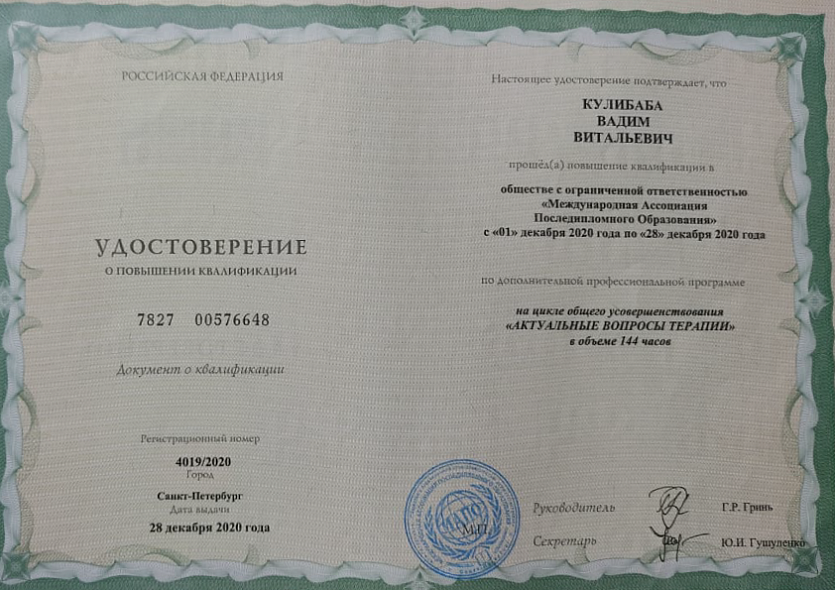 РОССИЙСКАЯ ФЕДЕРАЦИЯ
УДОСТОВЕРЕНИЕ
О ПОВЫШЕНИИ КВАЛИФИКАЦИИ
7827 00576648
Документ о квалификации
Регистрационный номер
4019/2020
Город
Санкт-Петербург
Дата выдачи
28 декабря 2020 года
Настоящее удостоверение подтверждает, что
КУЛИБАБА
ВАДИМ
ВИТАЛЬЕВИЧ
прошёл(а) повышение квалификации в
обществе с ограниченной ответственностью
«Международная Ассоциация
Последипломного Образования»
с «01» декабря 2020 года по «28» декабря 2020 года
по дополнительной профессиональной программе
на цикле общего усовершенствования
«АКТУАЛЬНЫЕ ВОПРОСЫ ТЕРАПИИ»
в объеме 144 часов
М.П.
Руководитель
Г.Р. Гринь
Секретарь
Ю.И. Гушуленко
МАПО